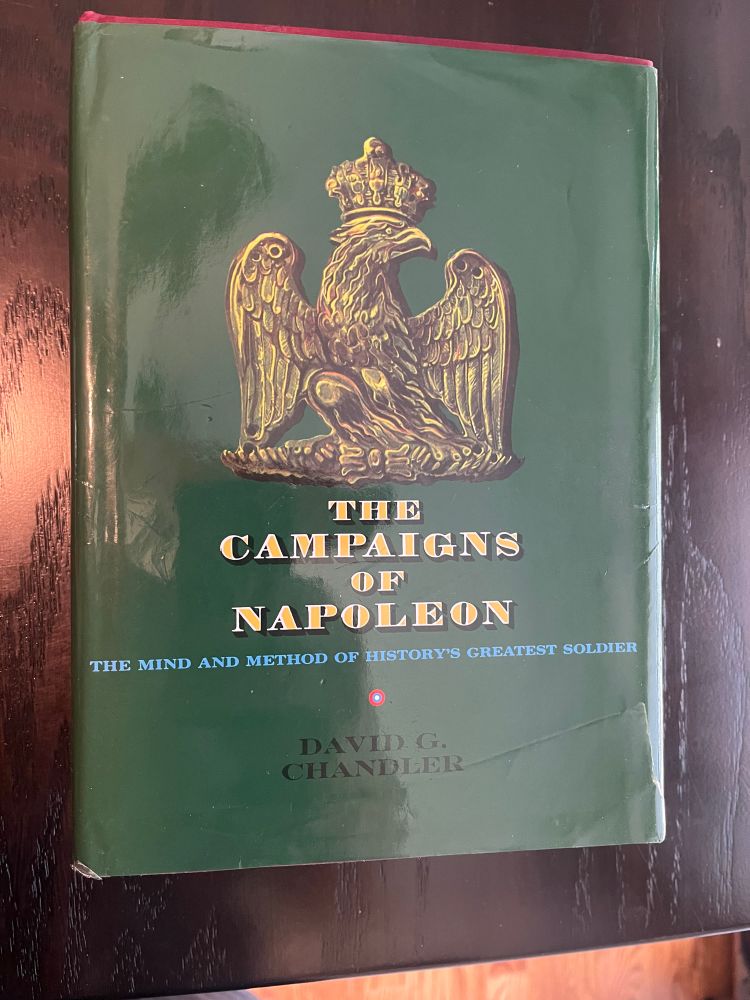 THE
CAMPAIGNS
OF
NAPOLEON
THE MIND AND METHOD OF HISTORY'S GREATEST SOLDIER
DAVID G.
CHANDLER